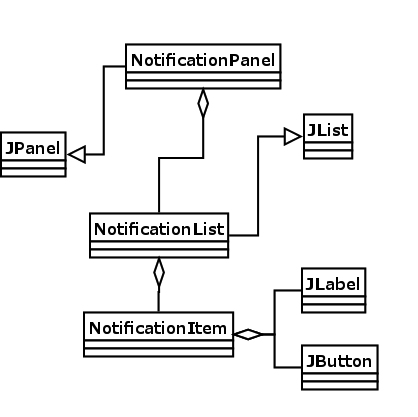 NotificationPanel
JList
JPanel
NotificationList
JLabel
NotificationItem
JButton